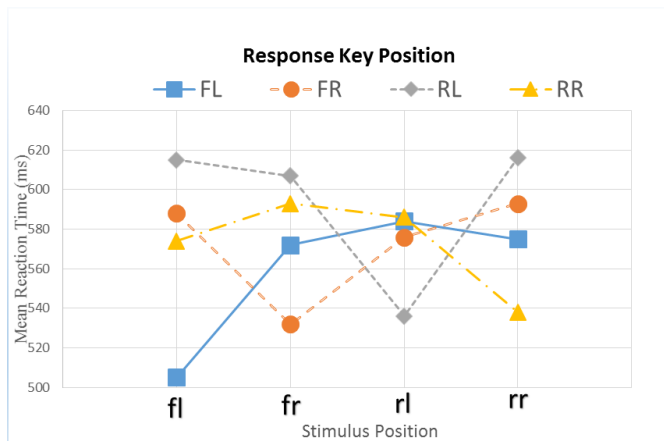 Response Key Position
FL FR RL RR
Mean Reaction Time (ms)
640
620
600
580
560
540
520
500
fl fr rl rr
Stimulus Position